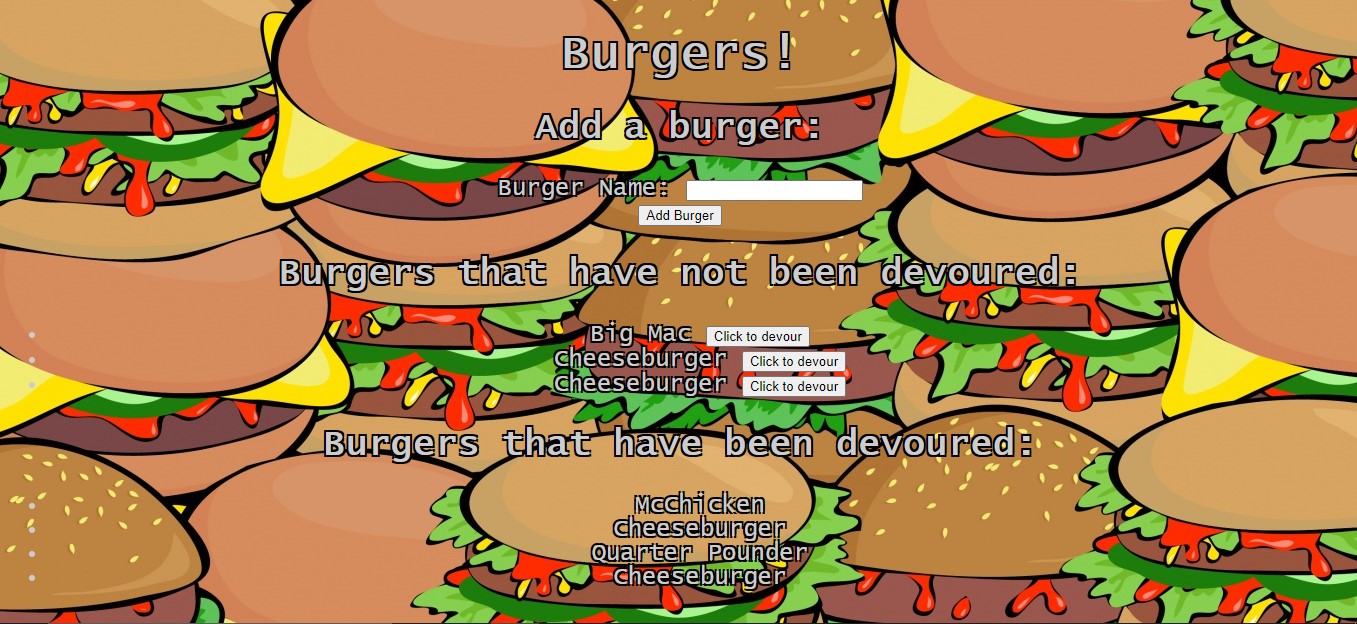 Burgers!
Add a burger:
Burger Name:
Add Burger
Burgers that have not been devoured:
Big Mac Click to devour
Cheeseburger Click to devour
Cheeseburger Click to devour
Burgers that have been devoured:
McChicken
Cheeseburger
Quarter Pounder
Cheeseburger